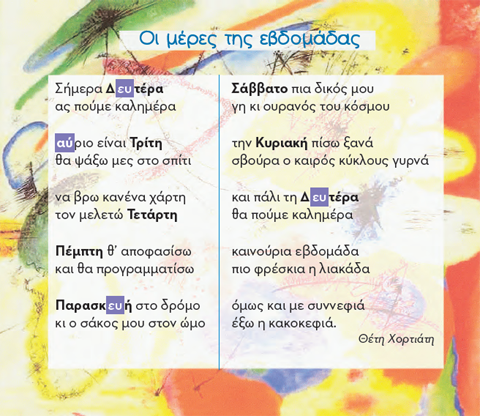 Οι μέρες της εβδομάδας
Σήμερα Δευτέρα
ας πούμε καλημέρα
αύριο είναι Τρίτη
θα ψάξω μες στο σπίτι
να βρω κανένα χάρτη
τον μελετώ Τετάρτη
Πέμπτη θ' αποφασίσω
και θα προγραμματίσω
Παρασκευή στο δρόμο
κι ο σάκος μου στον ώμο
Σάββατο πια δικός μου
γη κι ουρανός του κόσμου
την Κυριακή πίσω ξανά
σβούρα ο καιρός κύκλους γυρνά
και πάλι τη Δευτέρα
θα πούμε καλημέρα
καινούρια εβδομάδα
πιο φρέσκια η λιακάδα
όμως και με συννεφιά
έξω η κακοκεφιά.
Θέτη Χορτιάτη